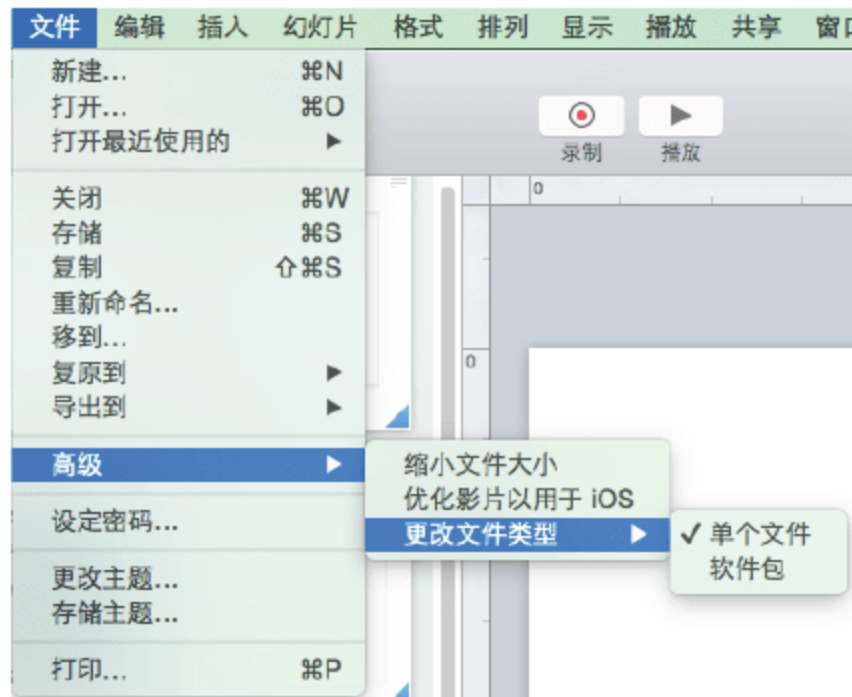 文件 编辑 插入 幻灯片 格式 排列 显示 播放 共享
新建... ⌘N
打开... ⌘O
打开最近使用的 ▶
录制 播放
关闭 ⌘W
0
存储 ⌘S
复制 ⇧⌘S
重新命名...
移到...
复原到 ▶
0
导出到 ▶
高级 ▶
缩小文件大小
优化影片以用于 iOS
更改文件类型 ▶
✓ 单个文件
软件包
设定密码...
更改主题...
存储主题...
打印... ⌘P